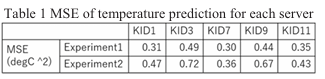 Table 1 MSE of temperature prediction for each server
KID1 KID3 KID7 KID9 KID11
MSE (degC ^2) Experiment1 0.31 0.49 0.30 0.44 0.35
Experiment2 0.47 0.72 0.36 0.67 0.43